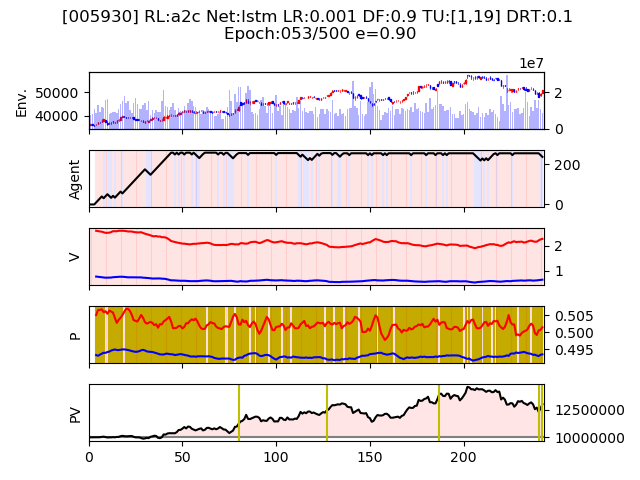 [005930] RL:a2c Net:lstm LR:0.001 DF:0.9 TU:[1,19] DRT:0.1
Epoch:053/500 e=0.90
1e7
Env.
50000
40000
2
0
Agent
200
0
V
2
1
P
0.505
0.500
0.495
PV
12500000
10000000
0 50 100 150 200